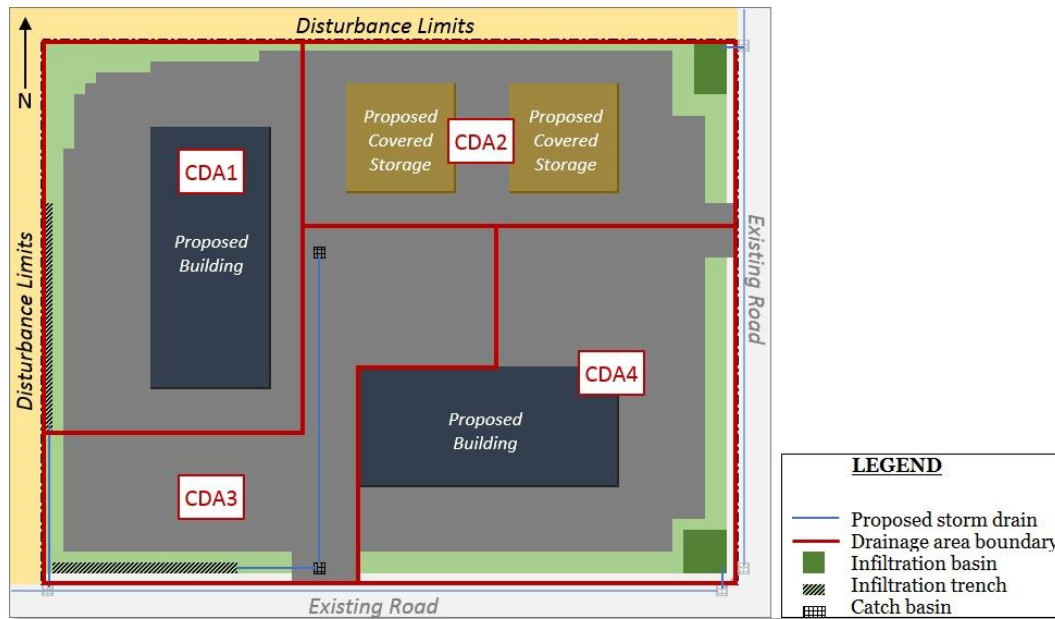 Disturbance Limits
N
Disturbance Limits
CDA1
Proposed
Building
Proposed
Covered
Storage
CDA2
Proposed
Covered
Storage
Existing Road
CDA4
Proposed
Building
CDA3
Existing Road
LEGEND
Proposed storm drain
Drainage area boundary
Infiltration basin
Infiltration trench
Catch basin